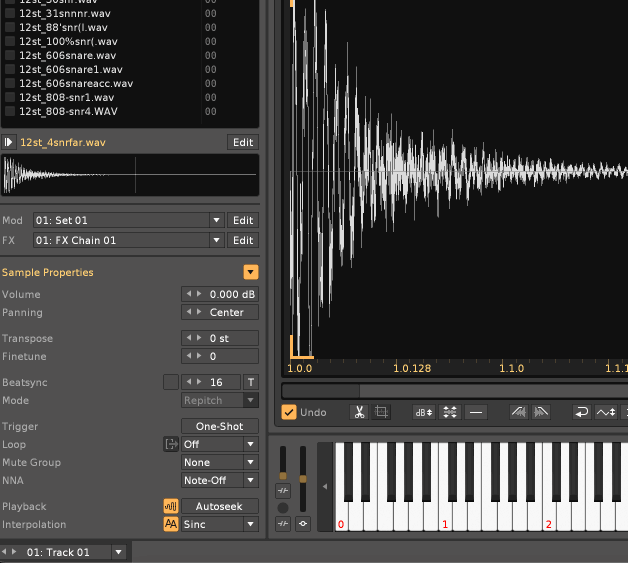 12st_31snnnr.wav 00
12st_88'snr(l.wav 00
12st_100%snr(.wav 00
12st_606snare.wav 00
12st_606snare1.wav 00
12st_606snareacc.wav 00
12st_808-snr1.wav 00
12st_808-snr4.WAV 00
12st_4snrfar.wav Edit
Mod 01: Set 01 Edit
FX 01: FX Chain 01 Edit
Sample Properties
Volume 0.000 dB
Panning Center
Transpose 0 st
Finetune 0
Beatsync 16 T
Mode Repitch
Trigger One-Shot
Loop Off
Mute Group None
NNA Note-Off
Playback Autoseek
Interpolation AA Sinc
01: Track 01
1.0.0 1.0.128 1.1.0 1.1.1
Undo dB
0 1 2